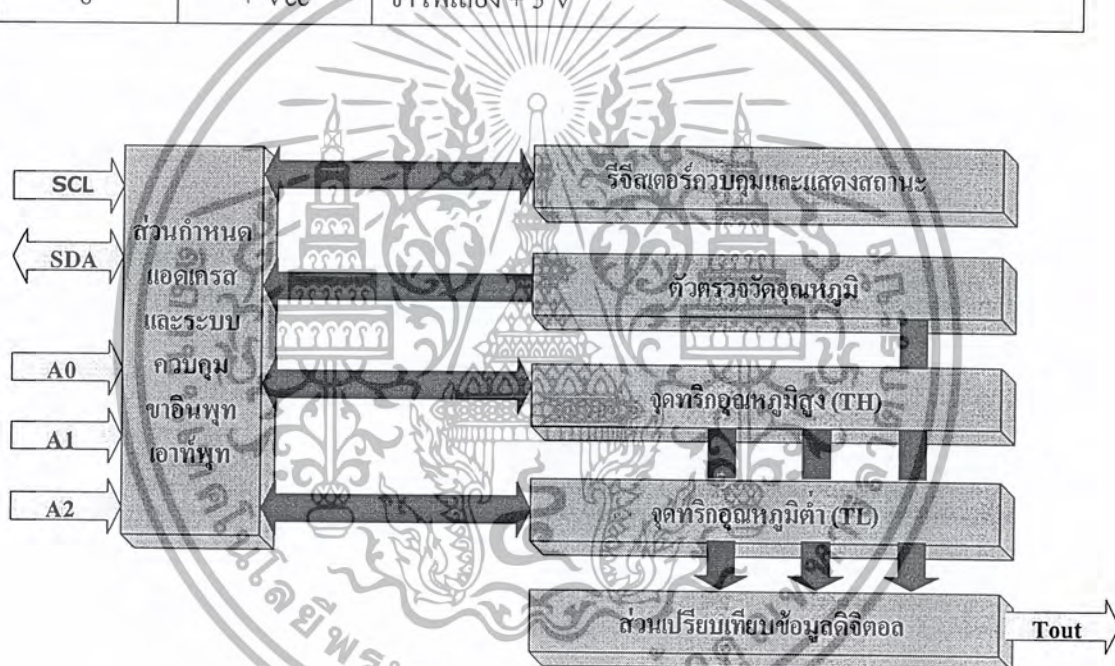 + Vcc
+ 5 V
SCL
SDA
A0
A1
A2
ส่วนกำหนด
แอดเดรส
และระบบ
ควบคุม
ขาอินพุท
เอาท์พุท
รีจีสเตอร์ควบคุมและแสดงสถานะ
ตัวตรวจวัดอุณหภูมิ
จุดทริกอุณหภูมิสูง (TH)
จุดทริกอุณหภูมิต่ำ (TL)
ส่วนเปรียบเทียบข้อมูลดิจิตอล
Tout